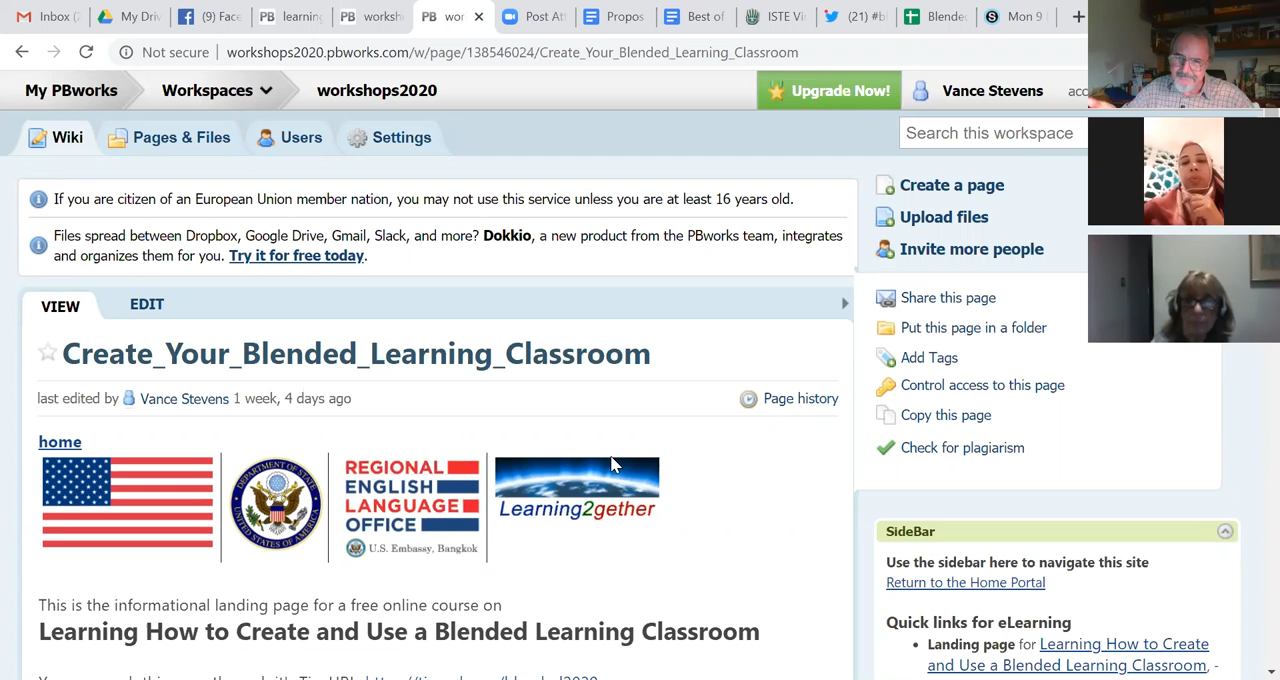 Inbox (2
My Driv
(9) Face
learning
worksh
wor
Post Att
Propos
Best of
ISTE Vi
(21) #bl
Blende
Mon 9
Not secure | workshops2020.pbworks.com/w/page/138546024/Create_Your_Blended_Learning_Classroom
My PBworks
Workspaces
workshops2020
Upgrade Now!
Vance Stevens
Wiki
Pages & Files
Users
Settings
Search this workspace
If you are citizen of an European Union member nation, you may not use this service unless you are at least 16 years old.
Files spread between Dropbox, Google Drive, Gmail, Slack, and more? Dokkio, a new product from the PBworks team, integrates
and organizes them for you. Try it for free today.
Create a page
Upload files
Invite more people
VIEW
EDIT
Share this page
Put this page in a folder
Add Tags
Control access to this page
Copy this page
Check for plagiarism
Create_Your_Blended_Learning_Classroom
last edited by Vance Stevens 1 week, 4 days ago
Page history
home
DEPARTMENT OF STATE
UNITED STATES OF AMERICA
REGIONAL
ENGLISH
LANGUAGE
OFFICE
U.S. Embassy, Bangkok
Learning2gether
This is the informational landing page for a free online course on
Learning How to Create and Use a Blended Learning Classroom
SideBar
Use the sidebar here to navigate this site
Return to the Home Portal
Quick links for eLearning
Landing page for Learning How to Create
and Use a Blended Learning Classroom, -